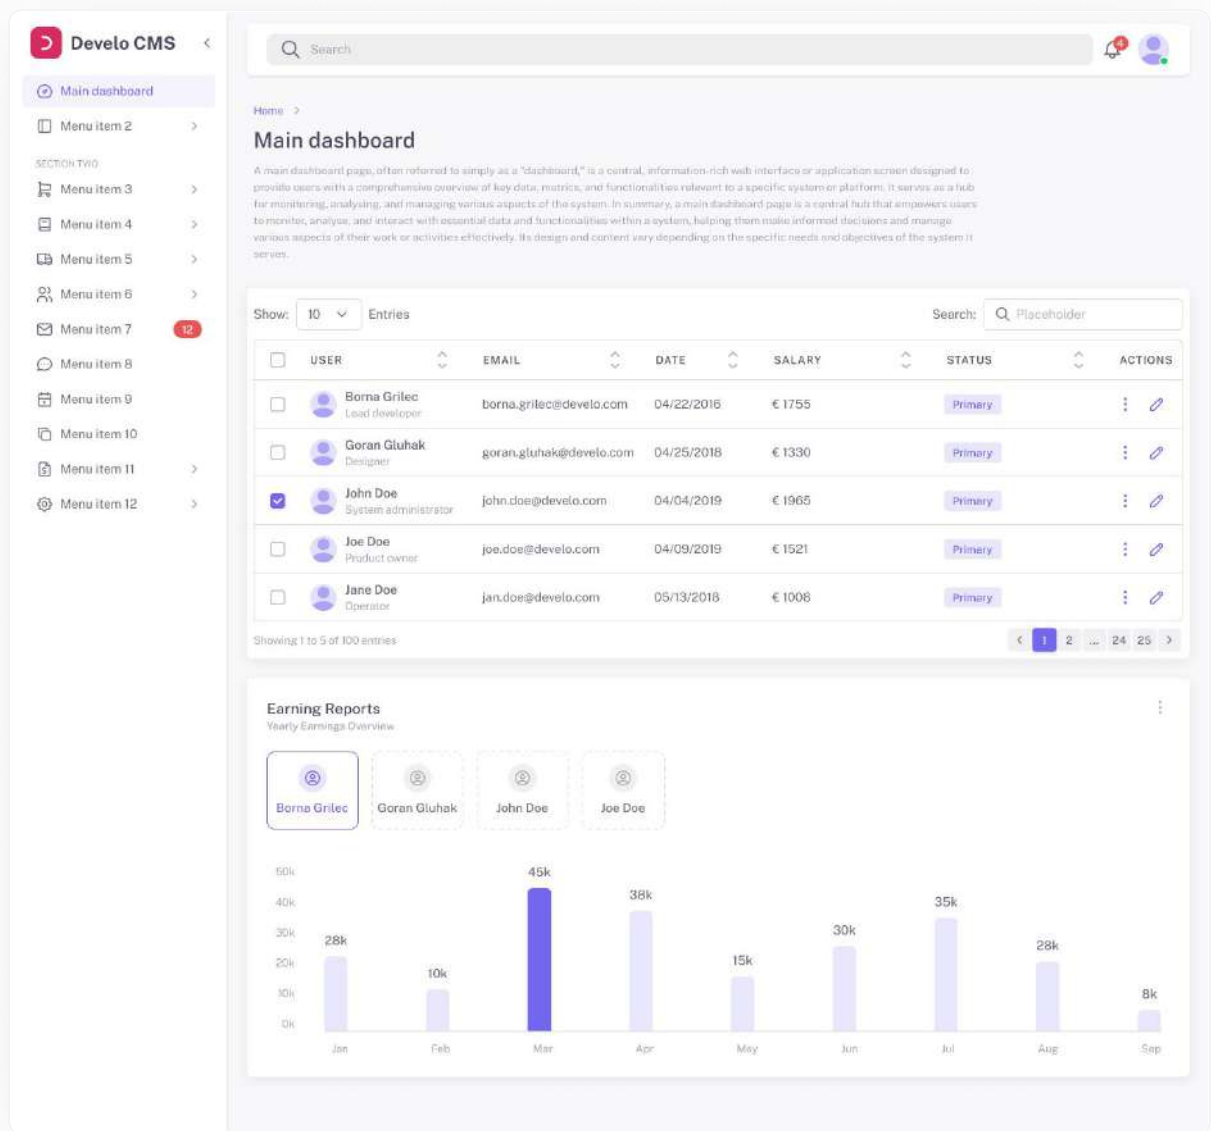 Develo CMS
Main dashboard
Menu item 2
SECTION TWO
Menu item 3
Menu item 4
Menu item 5
Menu item 6
Menu item 7
12
Menu item 8
Menu item 9
Menu item 10
Menu item 11
Menu item 12
Search
4
Home
Main dashboard
A main dashboard page, often referred to simply as a "dashboard," is a central, information-rich web interface or application screen designed to
provide users with a comprehensive overview of key data, metrics, and functionalities relevant to a specific system or platform. It serves as a hub
for monitoring, analysing, and managing various aspects of the system. In summary, a main dashboard page is a central hub that empowers users
to monitor, analyse, and interact with essential data and functionalities within a system, helping them make informed decisions and manage
various aspects of their work or activities effectively. Its design and content vary depending on the specific needs and objectives of the system it
serves.
Show: 10 Entries Search: Placeholder
USER EMAIL DATE SALARY STATUS ACTIONS
Borna Grilec borna.grilec@develo.com 04/22/2016 € 1755 Primary
Lead developer
Goran Gluhak goran.gluhak@develo.com 04/25/2018 € 1330 Primary
Designer
John Doe john.doe@develo.com 04/04/2019 € 1965 Primary
System administrator
Joe Doe joe.doe@develo.com 04/09/2019 € 1521 Primary
Product owner
Jane Doe jan.doe@develo.com 05/13/2018 € 1008 Primary
Operator
Showing 1 to 5 of 100 entries 1 2 ... 24 25
Earning Reports
Yearly Earnings Overview
Borna Grilec Goran Gluhak John Doe Joe Doe
50k
40k
30k
20k
10k
0k
28k 10k 45k 38k 15k 30k 35k 28k 8k
Jan Feb Mar Apr May Jun Jul Aug Sep